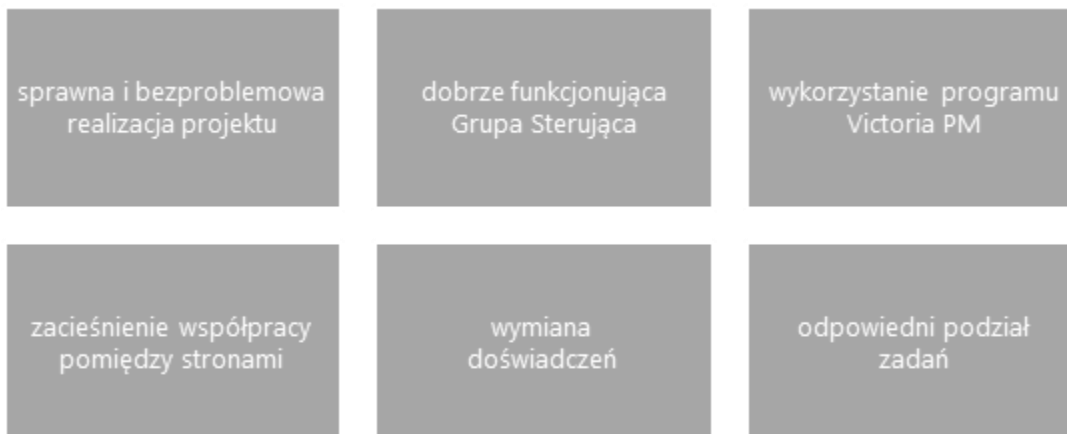 sprawna i bezproblemowa
realizacja projektu
dobrze funkcjonująca
Grupa Sterująca
wykorzystanie programu
Victoria PM
zacieśnienie współpracy
pomiędzy stronami
wymiana
doświadczeń
odpowiedni podział
zadań